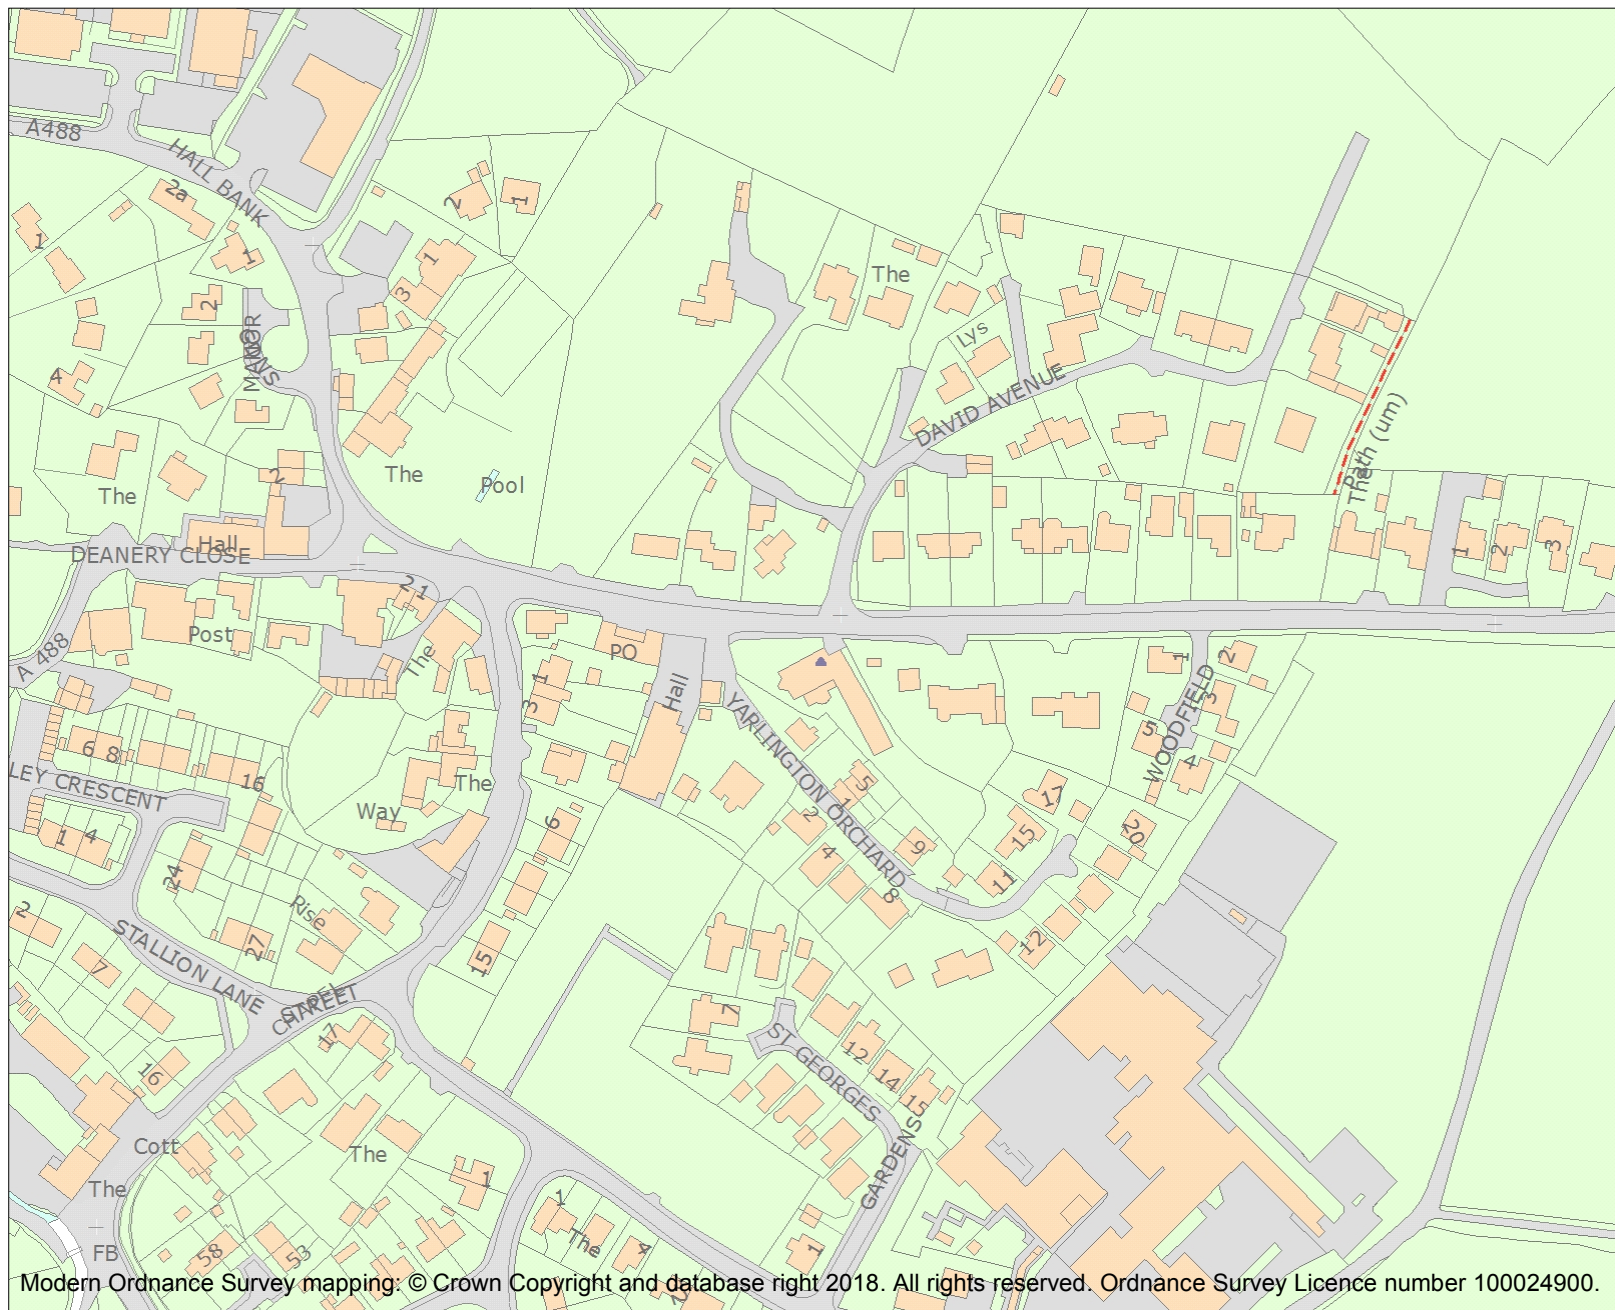 A488
HALL BANK
2a
2
1
1
1
1
2
3
The
MANOR
GDNS
Lys
4
DAVID AVENUE
Path (um)
The
2
The
Pool
The
Hall
DEANERY CLOSE
1
2
3
2
1
Post
A 488
The
PO
1
3
Hall
1
2
3
WOODFIELD
5
4
YARLINGTON ORCHARD
6
8
16
LEY CRESCENT
The
Way
1
4
6
5
1
2
4
9
8
11
15
17
20
12
24
Rise
27
2
7
15
STALLION LANE
CHAPEL
STREET
17
16
7
ST GEORGES
12
14
15
GARDENS
Cott
The
The
1
1
The
4
FB
58
53
1
Modern Ordnance Survey mapping: © Crown Copyright and database right 2018. All rights reserved. Ordnance Survey Licence number 100024900.